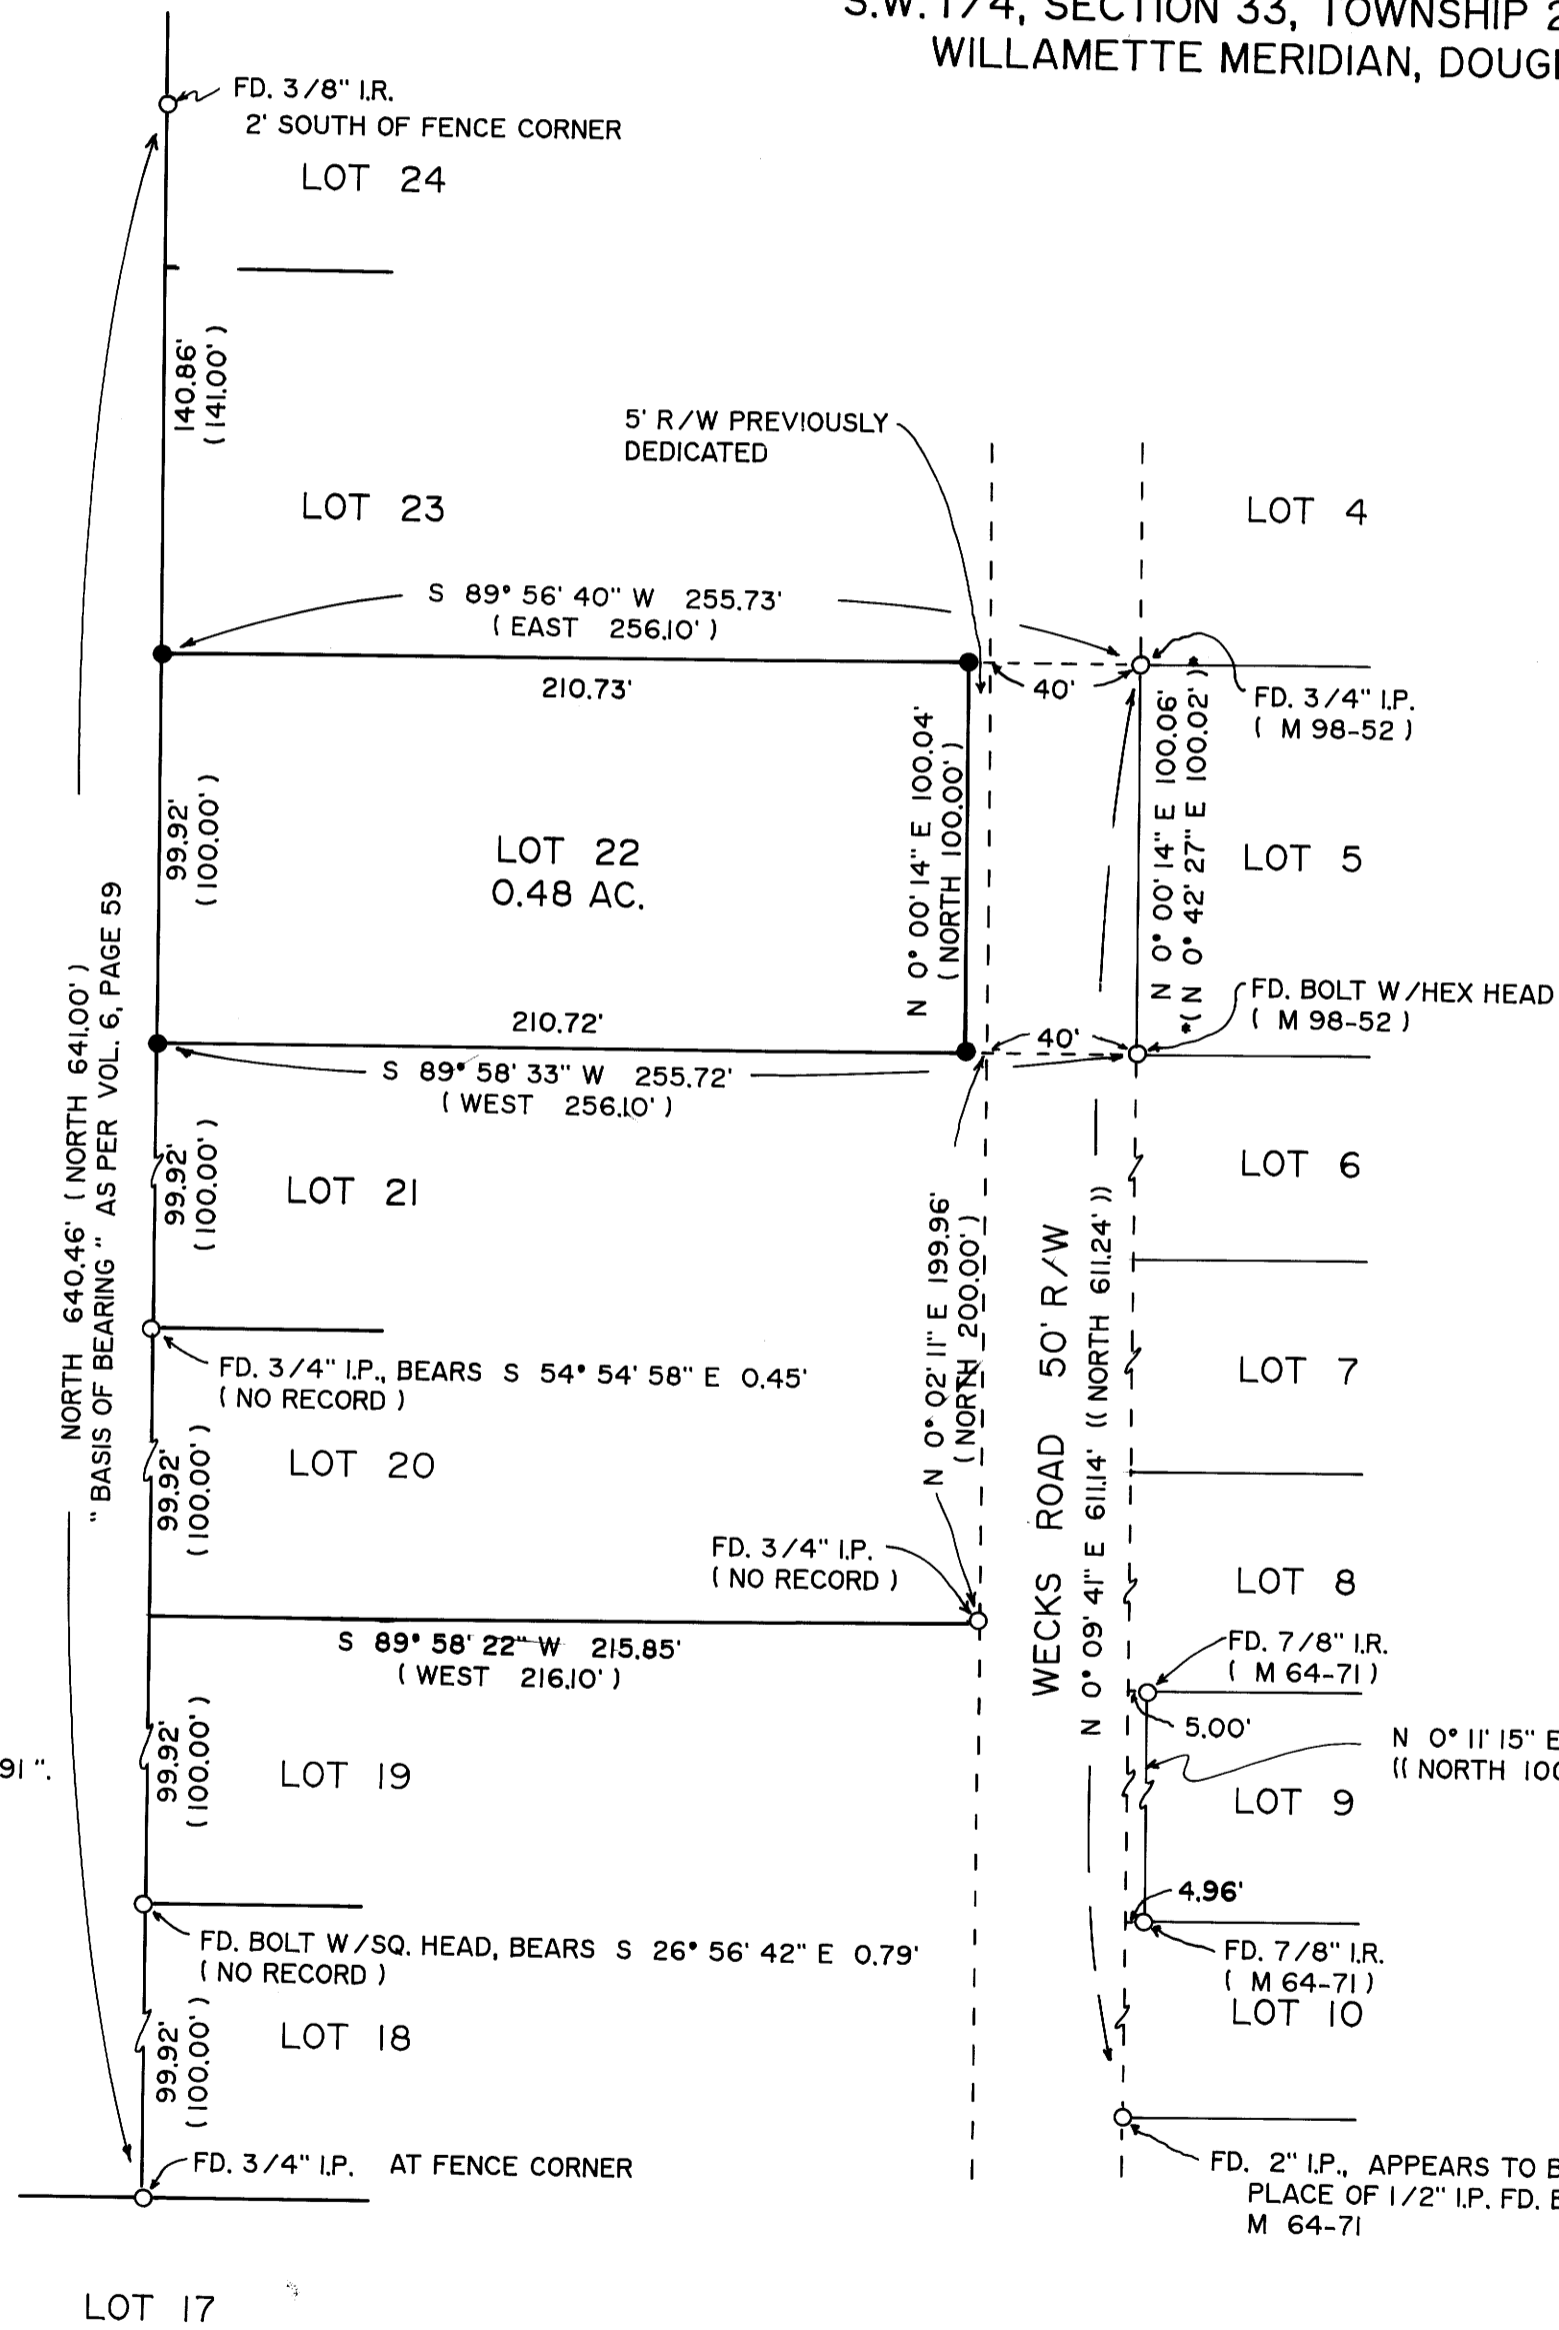 S.W. 1/4, SECTION 33, TOWNSHIP 2
WILLAMETTE MERIDIAN, DOUGL
FD. 3/8" I.R.
2' SOUTH OF FENCE CORNER
LOT 24
140.86'
(141.00')
5' R/W PREVIOUSLY
DEDICATED
LOT 23
LOT 4
S 89° 56' 40" W 255.73'
(EAST 256.10')
210.73'
40'
FD. 3/4" I.P.
( M 98-52 )
N 0° 00' 14" E 100.04'
(NORTH 100.00')
N 0° 00' 14" E 100.06'
*( N 0° 42' 27" E 100.02' )*
99.92'
(100.00')
LOT 22
0.48 AC.
LOT 5
FD. BOLT W/HEX HEAD
( M 98-52 )
210.72'
40'
S 89° 58' 33" W 255.72'
( WEST 256.10' )
NORTH 640.46' ( NORTH 641.00' )
" BASIS OF BEARING " AS PER VOL. 6, PAGE 59
99.92'
(100.00')
LOT 21
LOT 6
N 0° 02' 11" E 199.96'
( NORTH 200.00' )
WECKS ROAD 50' R/W
N 0° 09' 41" E 611.14' (( NORTH 611.24' ))
FD. 3/4" I.P., BEARS S 54° 54' 58" E 0.45'
( NO RECORD )
LOT 7
99.92'
(100.00')
LOT 20
FD. 3/4" I.P.
( NO RECORD )
LOT 8
S 89° 58' 22" W 215.85'
( WEST 216.10' )
FD. 7/8" I.R.
( M 64-71 )
5.00'
N 0° 11' 15" E
(( NORTH 100
91 ".
99.92'
(100.00')
LOT 19
LOT 9
4.96'
FD. BOLT W/SQ. HEAD, BEARS S 26° 56' 42" E 0.79'
( NO RECORD )
FD. 7/8" I.R.
( M 64-71 )
LOT 10
99.92'
(100.00')
LOT 18
FD. 3/4" I.P. AT FENCE CORNER
FD. 2" I.P., APPEARS TO B
PLACE OF 1/2" I.P. FD. B
M 64-71
LOT 17